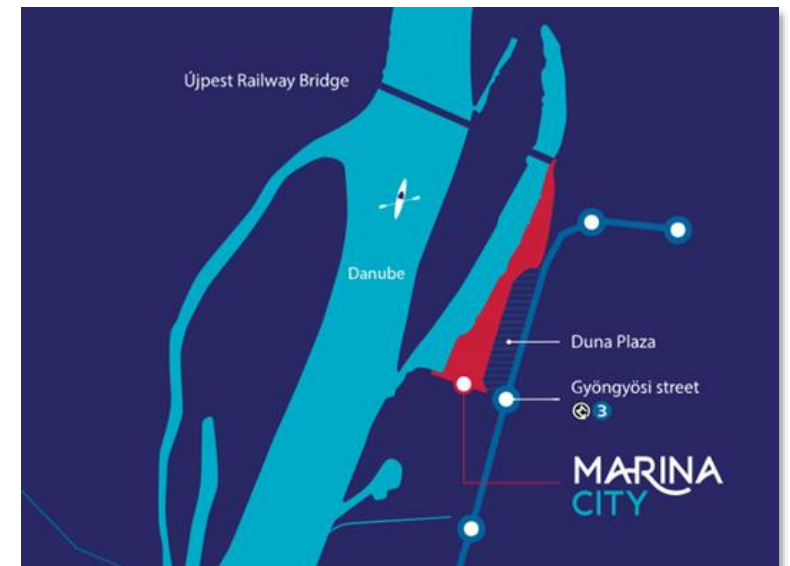 Újpest Railway Bridge
Danube
Duna Plaza
Gyöngyösi street
3
MARINA
CITY